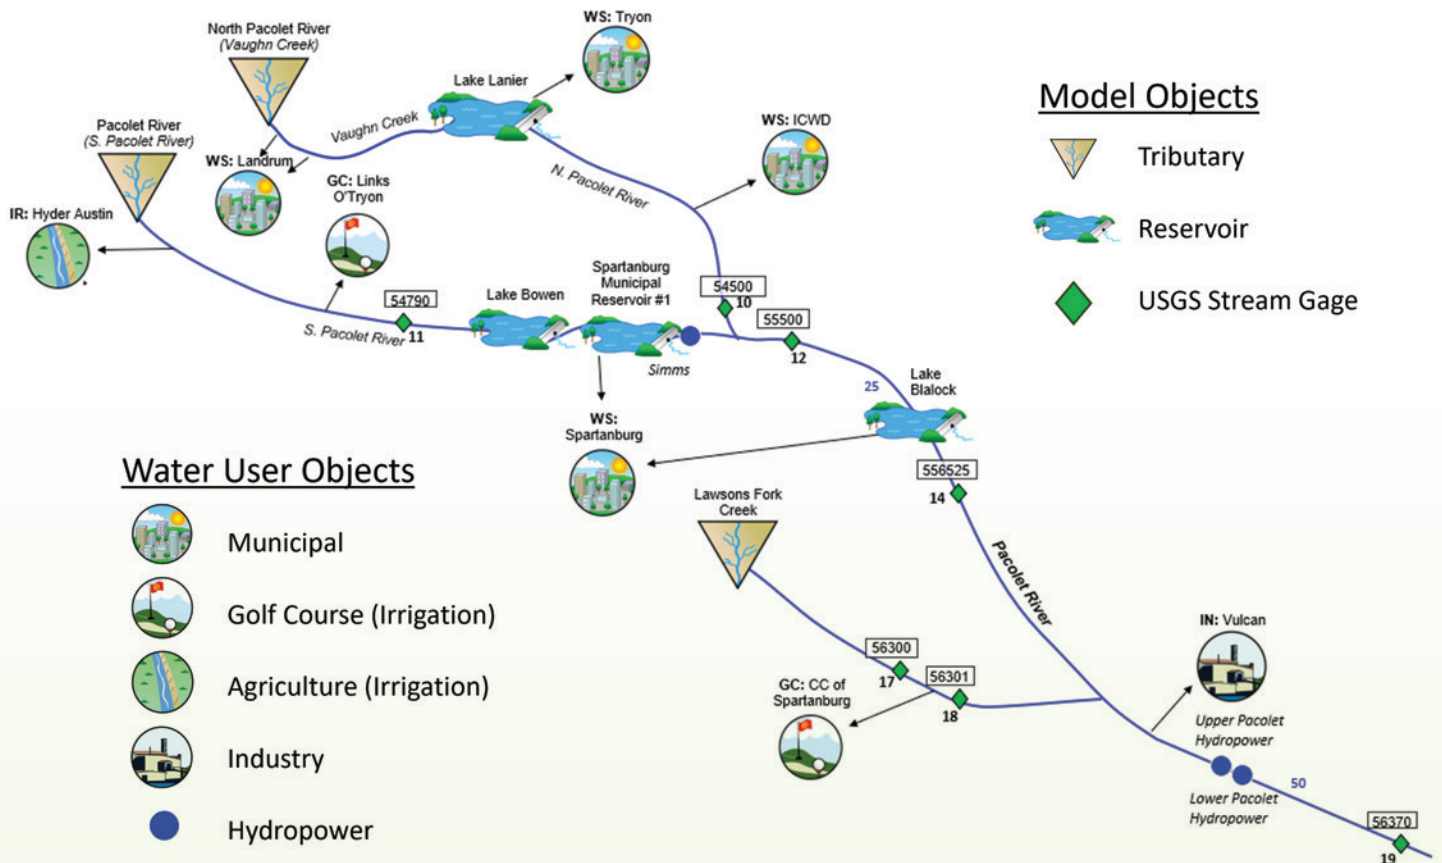 North Pacolet River
(Vaughn Creek)
WS: Tryon
Lake Lanier
Model Objects
Pacolet River
(S. Pacolet River)
Vaughn Creek
WS: ICWD
Tributary
WS: Landrum
GC: Links
O'Tryon
N. Pacolet River
IR: Hyder Austin
Reservoir
Spartanburg
Municipal
Reservoir #1
Lake Bowen
54790
11
S. Pacolet River
54500
10
55500
12
USGS Stream Gage
Simms
25
Lake
Blalock
WS:
Spartanburg
Water User Objects
556525
14
Lawsons Fork
Creek
Municipal
Pacolet River
Golf Course (Irrigation)
IN: Vulcan
56300
17
56301
18
GC: CC of
Spartanburg
Agriculture (Irrigation)
Upper Pacolet
Hydropower
Industry
50
Lower Pacolet
Hydropower
Hydropower
56370
19